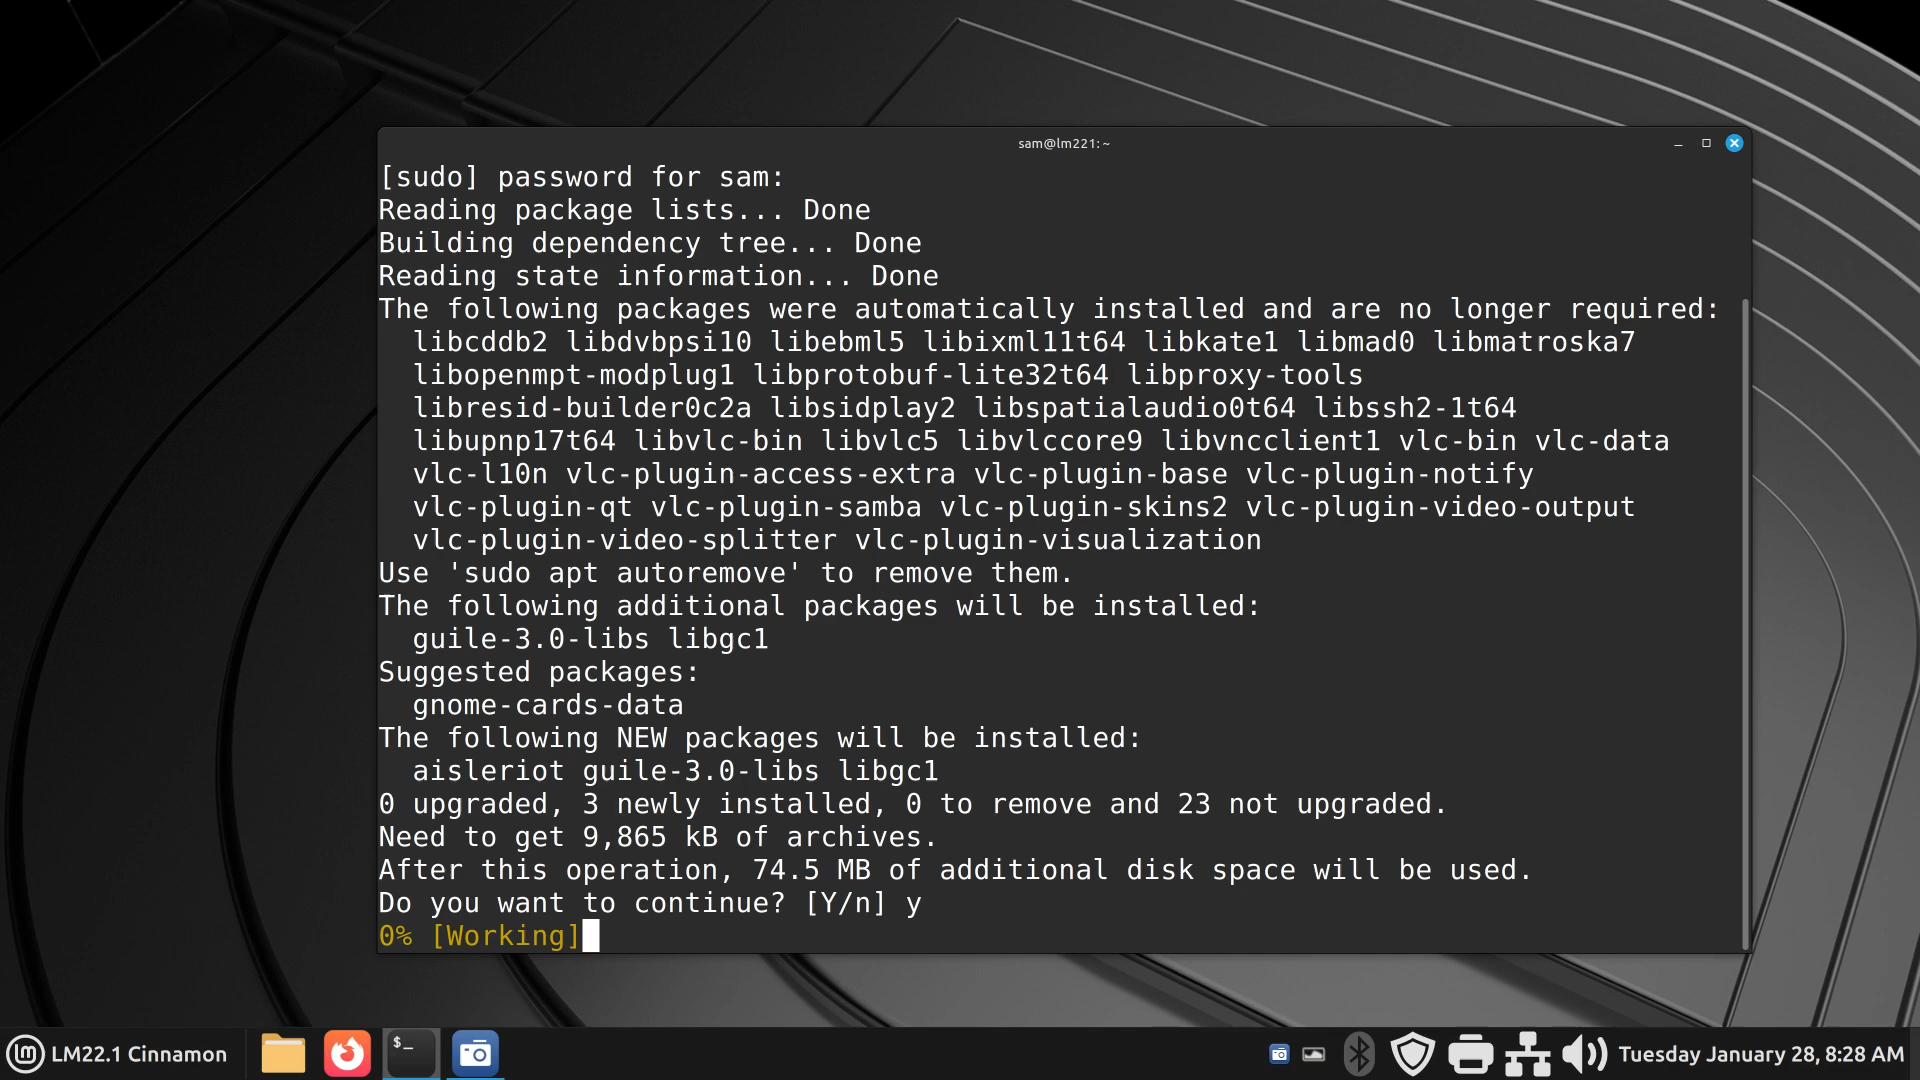 sam@lm221: ~
[sudo] password for sam:
Reading package lists... Done
Building dependency tree... Done
Reading state information... Done
The following packages were automatically installed and are no longer required:
libcddb2 libdvbpsi10 libebml5 libixml11t64 libkate1 libmad0 libmatroska7
libopenmpt-modplug1 libprotobuf-lite32t64 libproxy-tools
libresid-builder0c2a libsidplay2 libspatialaudio0t64 libssh2-1t64
libupnp17t64 libvlc-bin libvlc5 libvlccore9 libvncclient1 vlc-bin vlc-data
vlc-l10n vlc-plugin-access-extra vlc-plugin-base vlc-plugin-notify
vlc-plugin-qt vlc-plugin-samba vlc-plugin-skins2 vlc-plugin-video-output
vlc-plugin-video-splitter vlc-plugin-visualization
Use 'sudo apt autoremove' to remove them.
The following additional packages will be installed:
guile-3.0-libs libgc1
Suggested packages:
gnome-cards-data
The following NEW packages will be installed:
aisleriot guile-3.0-libs libgc1
0 upgraded, 3 newly installed, 0 to remove and 23 not upgraded.
Need to get 9,865 kB of archives.
After this operation, 74.5 MB of additional disk space will be used.
Do you want to continue? [Y/n] y
0% [Working]
LM22.1 Cinnamon
$_
Tuesday January 28, 8:28 AM